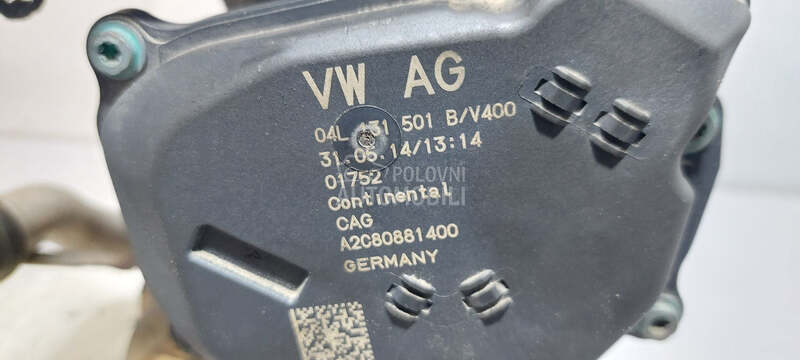 VW AG
04L 131 501 B/V400
31.05.14/13:14
01752
POLOVNI
AUTOMOBILI
Continental
CAG
A2C80881400
GERMANY